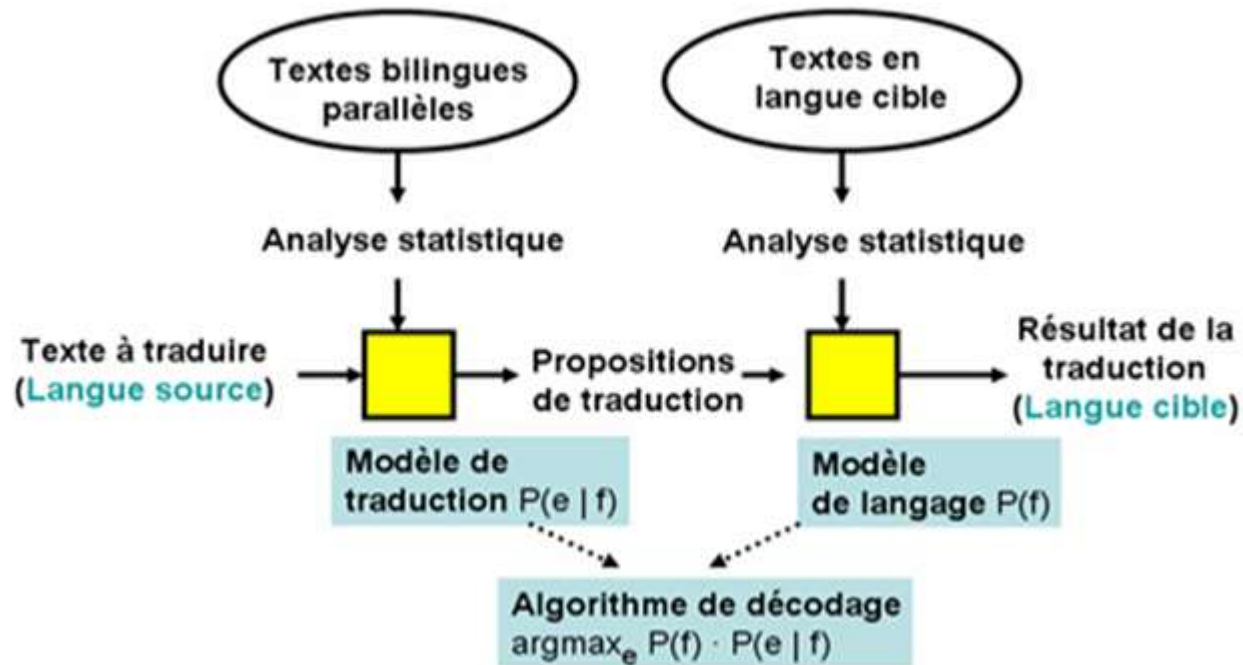 Textes bilingues
parallèles
Textes en
langue cible
Analyse statistique
Analyse statistique
Texte à traduire
(Langue source)
Propositions
de traduction
Résultat de la
traduction
(Langue cible)
Modèle de
traduction P(e | f)
Modèle
de langage P(f)
Algorithme de décodage
argmaxₑ P(f) · P(e | f)